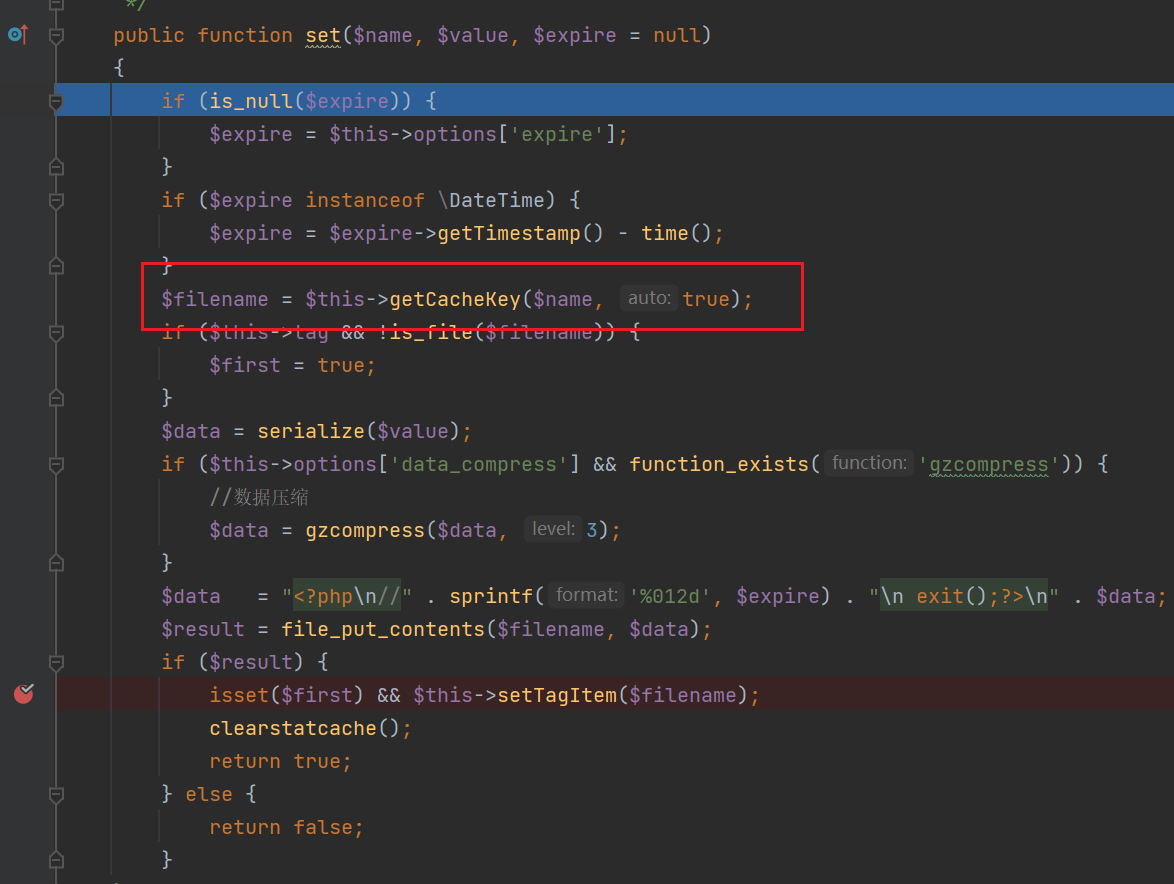 */
public function set($name, $value, $expire = null)
{
if (is_null($expire)) {
$expire = $this->options['expire'];
}
if ($expire instanceof \DateTime) {
$expire = $expire->getTimestamp() - time();
}
$filename = $this->getCacheKey($name, auto: true);
if ($this->tag && !is_file($filename)) {
$first = true;
}
$data = serialize($value);
if ($this->options['data_compress'] && function_exists( function: 'gzcompress')) {
//数据压缩
$data = gzcompress($data, level: 3);
}
$data   = "<?php\n//" . sprintf( format: '%012d', $expire) . "\n exit();?>\n" . $data;
$result = file_put_contents($filename, $data);
if ($result) {
isset($first) && $this->setTagItem($filename);
clearstatcache();
return true;
} else {
return false;
}